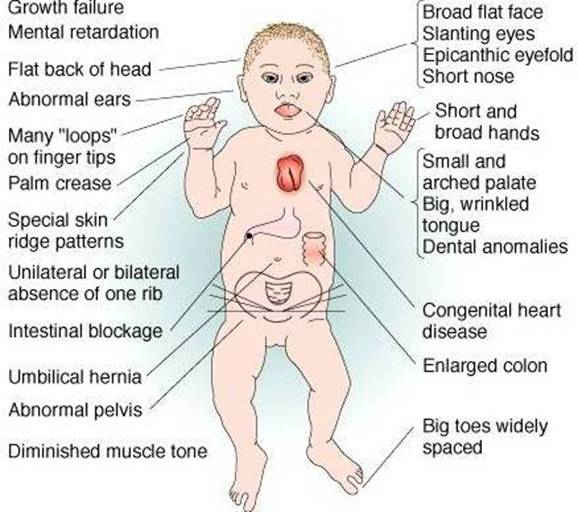 Growth failure
Mental retardation
Flat back of head
Abnormal ears
Many "loops"
on finger tips
Palm crease
Special skin
ridge patterns
Unilateral or bilateral
absence of one rib
Intestinal blockage
Umbilical hernia
Abnormal pelvis
Diminished muscle tone
Broad flat face
Slanting eyes
Epicanthic eyefold
Short nose
Short and
broad hands
Small and
arched palate
Big, wrinkled
tongue
Dental anomalies
Congenital heart
disease
Enlarged colon
Big toes widely
spaced